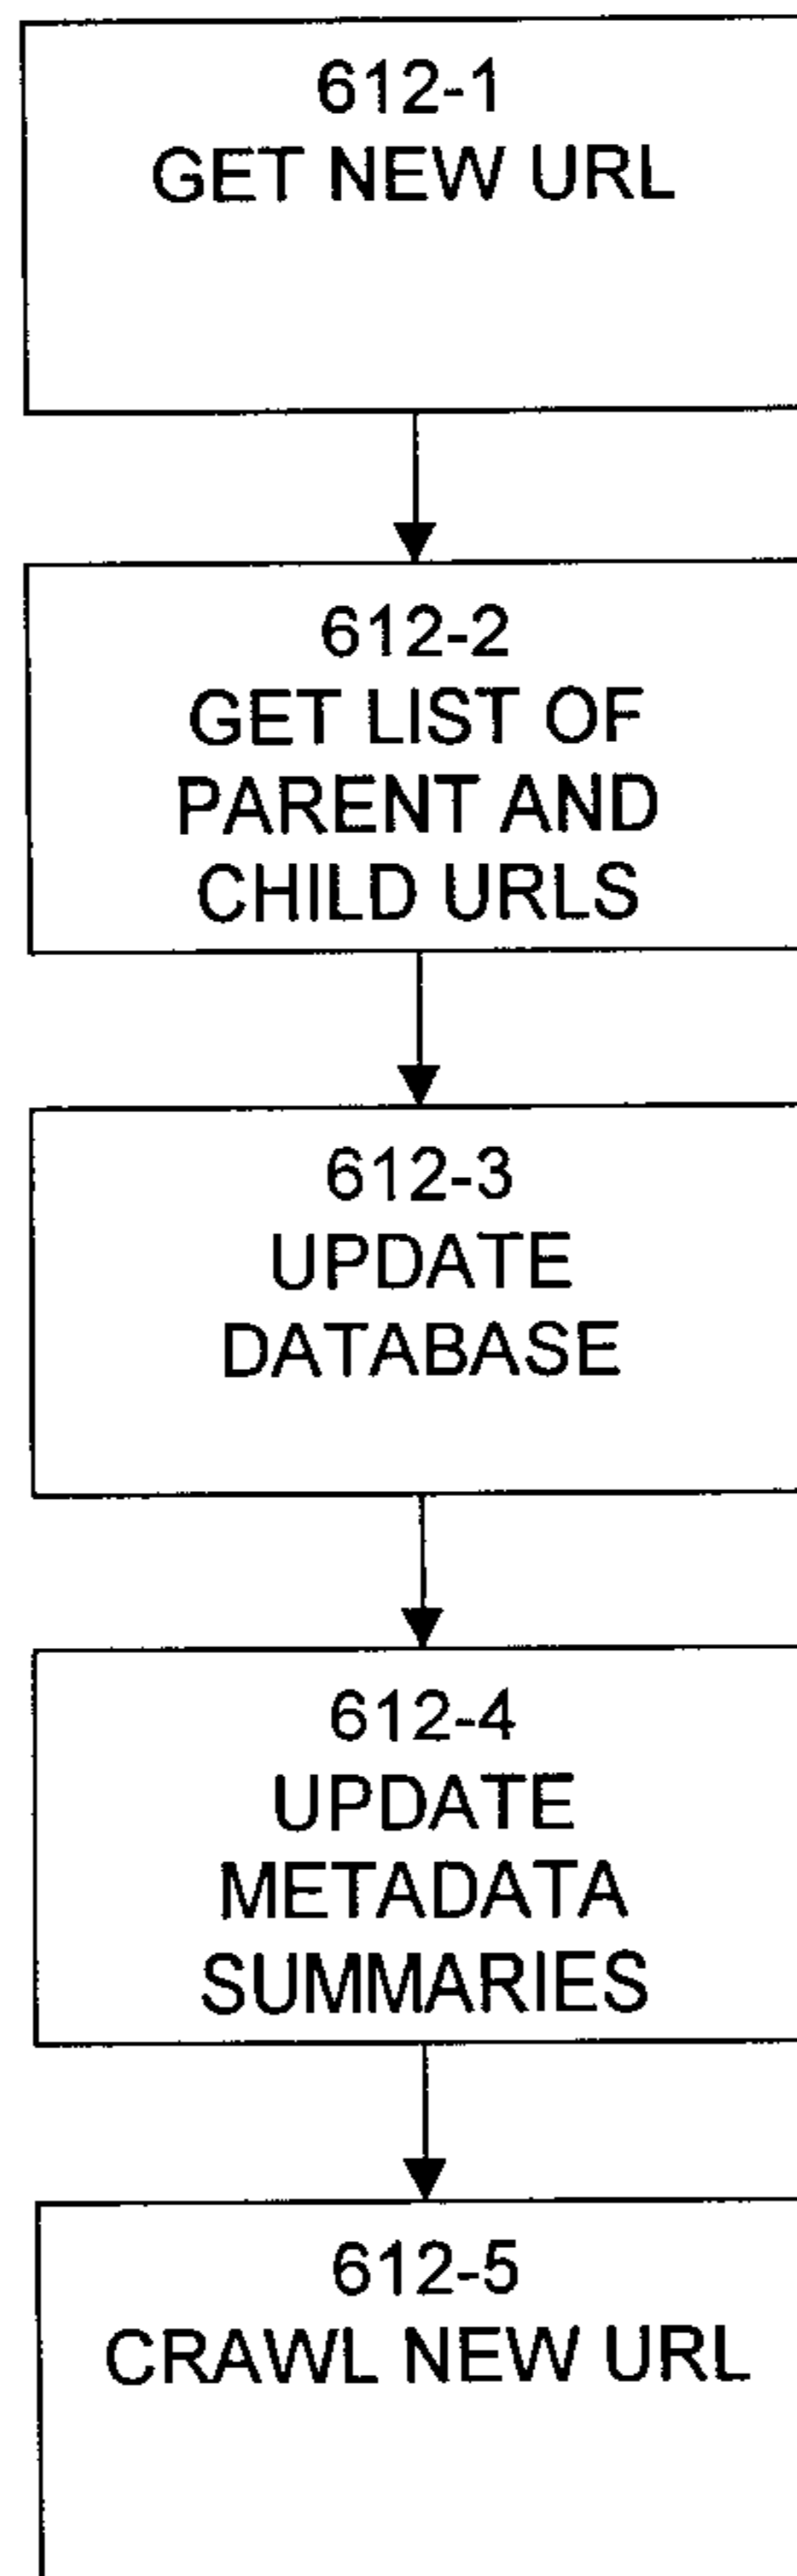 612-1
GET NEW URL
612-2
GET LIST OF
PARENT AND
CHILD URLS
612-3
UPDATE
DATABASE
612-4
UPDATE
METADATA
SUMMARIES
612-5
CRAWL NEW URL